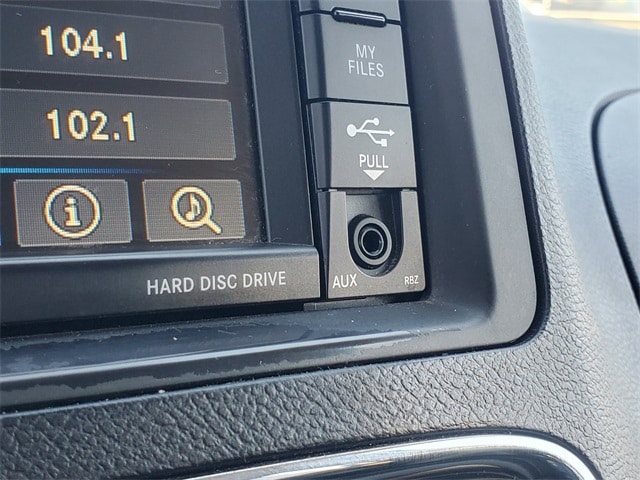 104.1
102.1
MY
FILES
PULL
HARD DISC DRIVE
AUX
RBZ